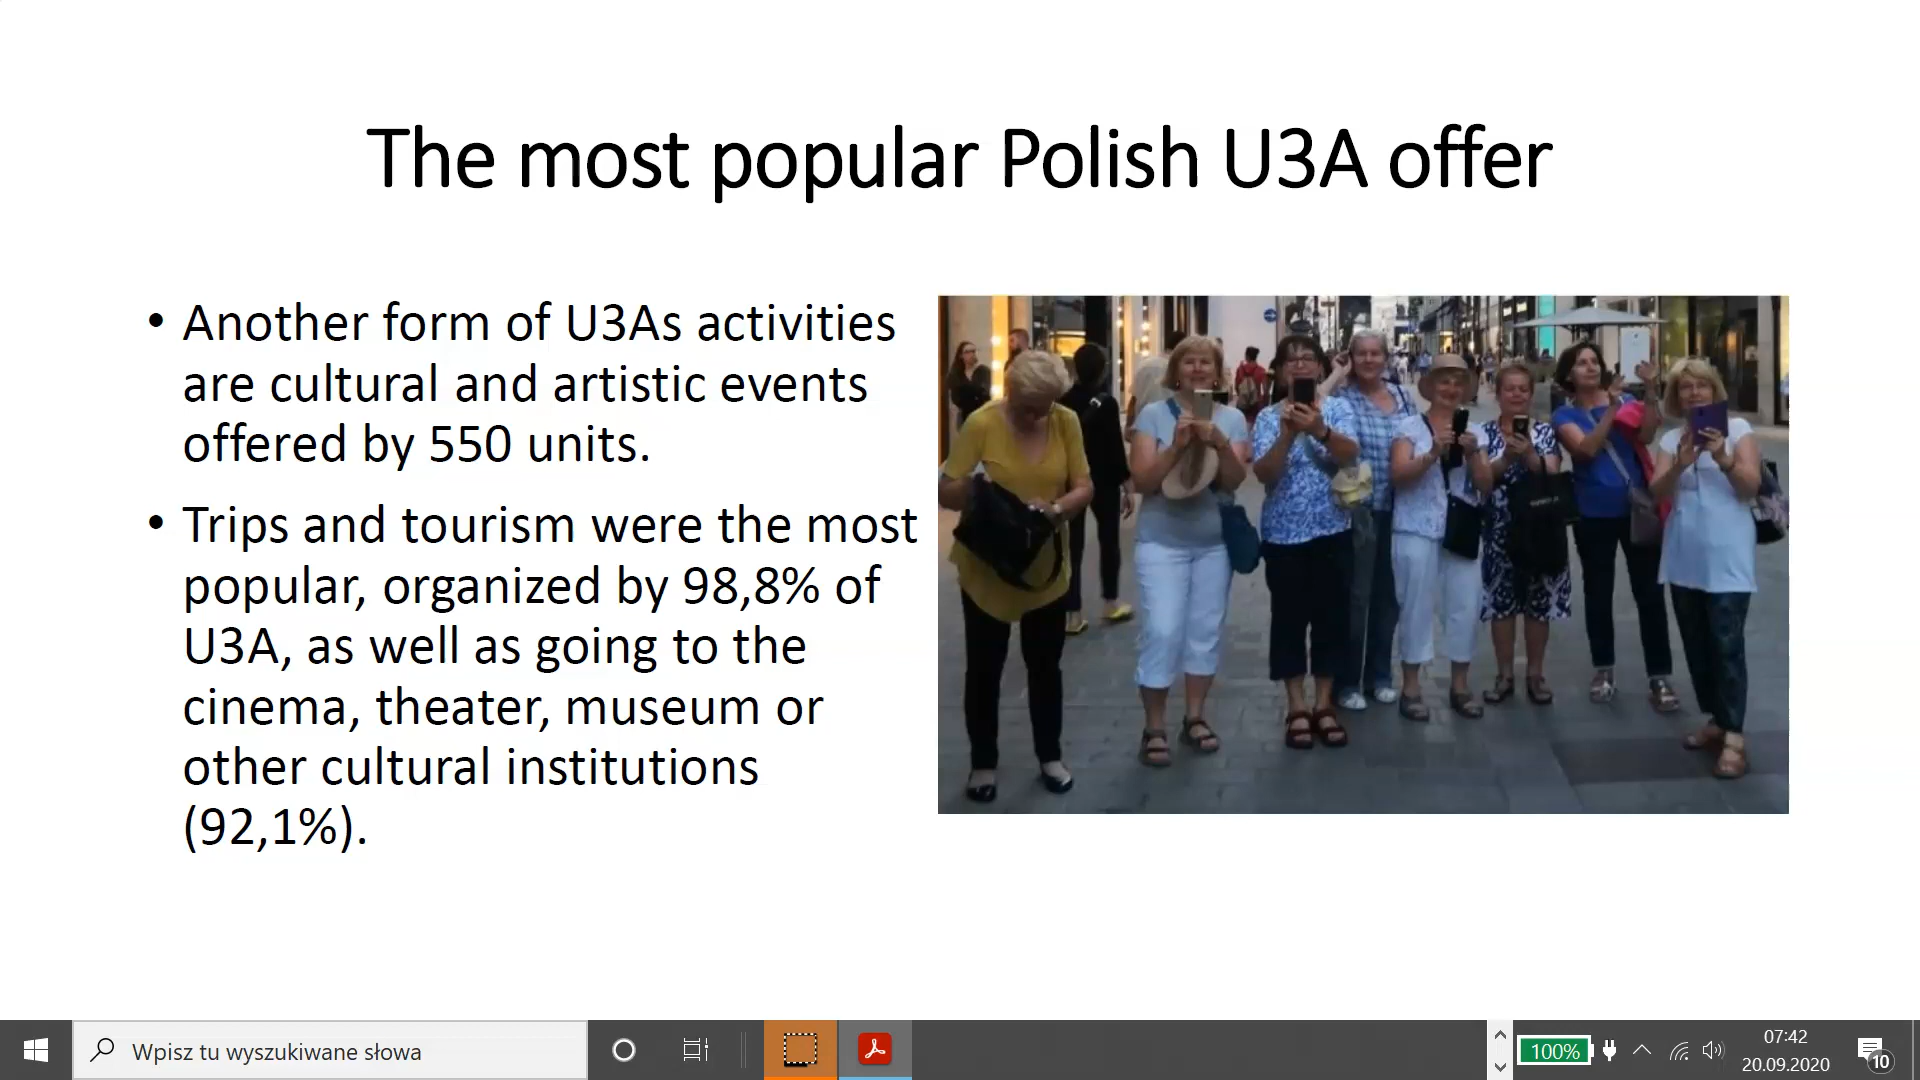 The most popular Polish U3A offer
• Another form of U3As activities
are cultural and artistic events
offered by 550 units.
• Trips and tourism were the most
popular, organized by 98,8% of
U3A, as well as going to the
cinema, theater, museum or
other cultural institutions
(92,1%).
Wpisz tu wyszukiwane słowa
100%
07:42
20.09.2020
10